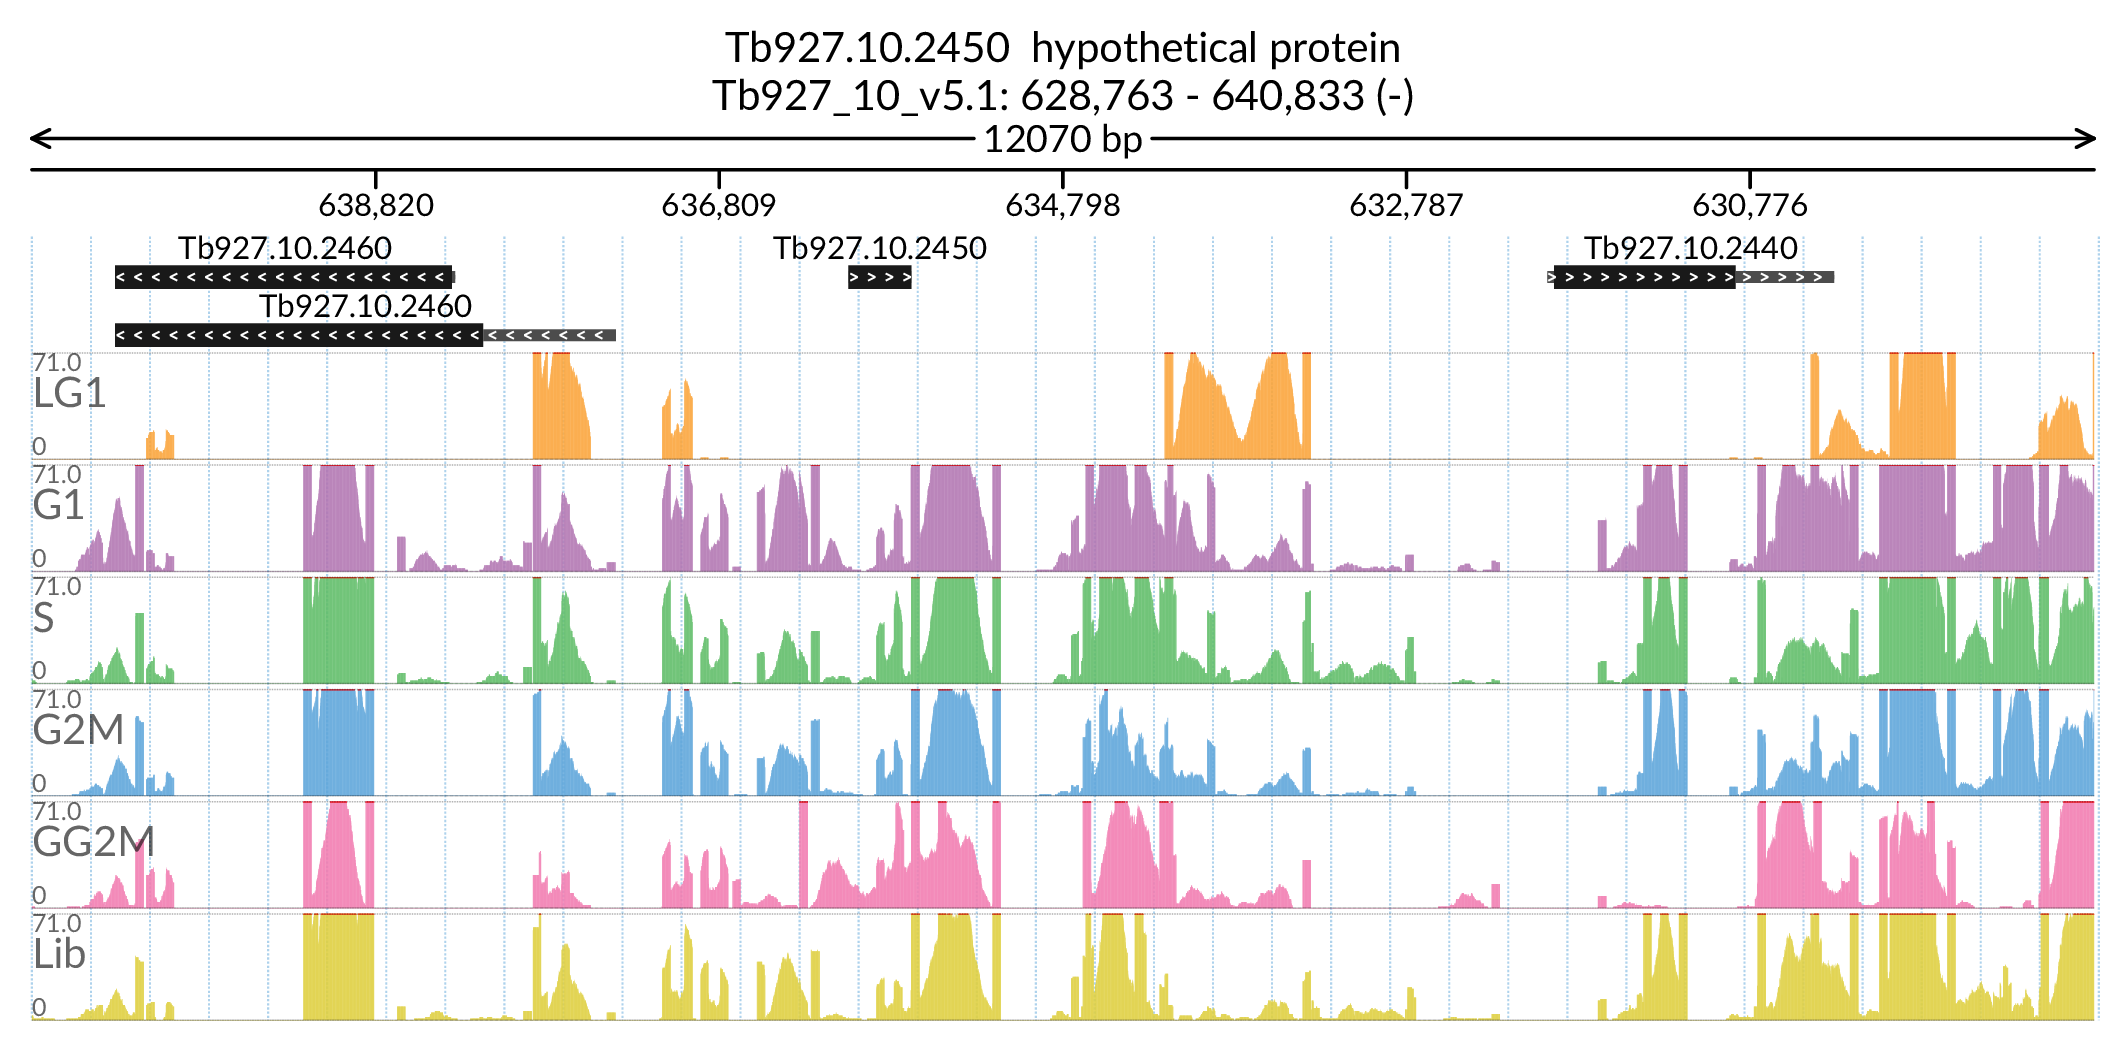 Tb927.10.2450  hypothetical protein
Tb927_10_v5.1: 628,763 - 640,833 (-)
12070 bp
638,820 636,809 634,798 632,787 630,776
Tb927.10.2460 Tb927.10.2450 Tb927.10.2440
Tb927.10.2460
71.0
LG1
0
71.0
G1
0
71.0
S
0
71.0
G2M
0
71.0
GG2M
0
71.0
Lib
0